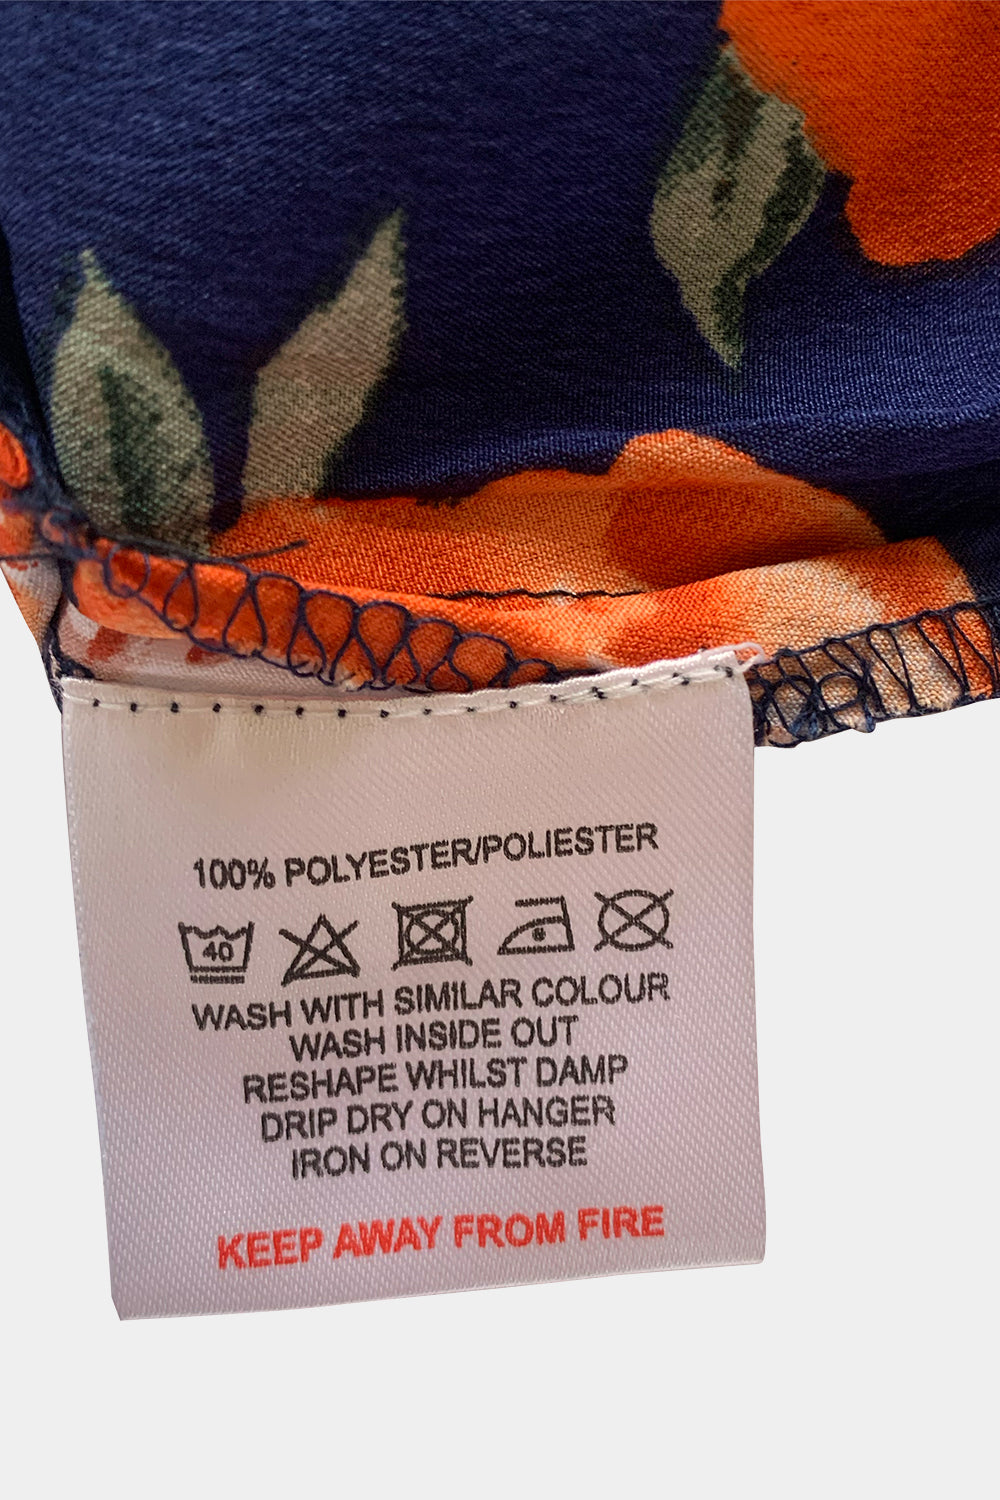 100% POLYESTER/POLIESTER
40
WASH WITH SIMILAR COLOUR
WASH INSIDE OUT
RESHAPE WHILST DAMP
DRIP DRY ON HANGER
IRON ON REVERSE
KEEP AWAY FROM FIRE